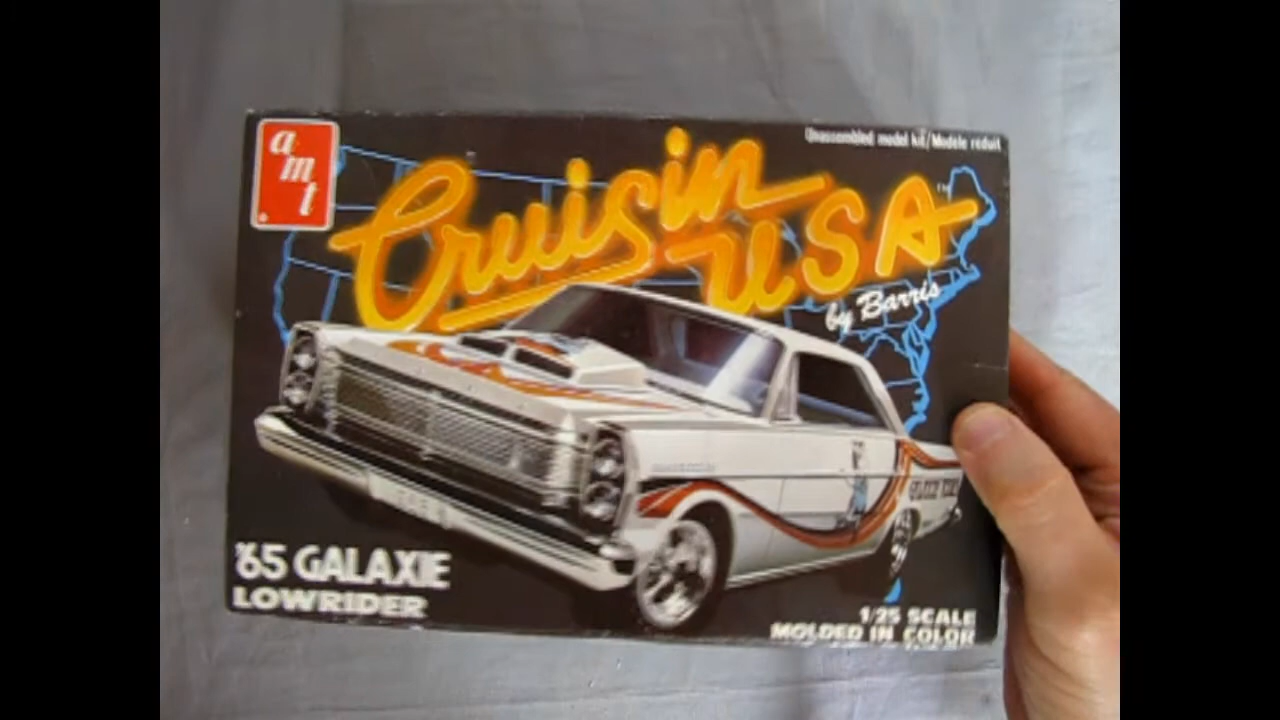 amt
Unassembled model kit/Modèle réduit
Cruisin
USA
by Barris
'65 GALAXIE
LOWRIDER
1/25 SCALE
MOLDED IN COLOR